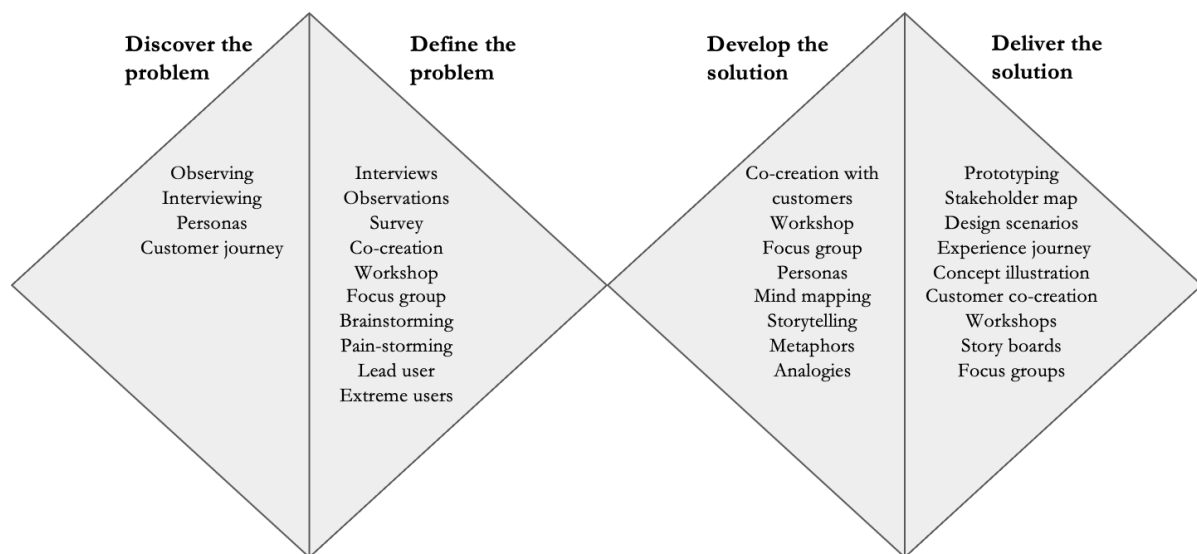 Discover the
problem
Observing
Interviewing
Personas
Customer journey
Define the
problem
Interviews
Observations
Survey
Co-creation
Workshop
Focus group
Brainstorming
Pain-storming
Lead user
Extreme users
Develop the
solution
Co-creation with
customers
Workshop
Focus group
Personas
Mind mapping
Storytelling
Metaphors
Analogies
Deliver the
solution
Prototyping
Stakeholder map
Design scenarios
Experience journey
Concept illustration
Customer co-creation
Workshops
Story boards
Focus groups